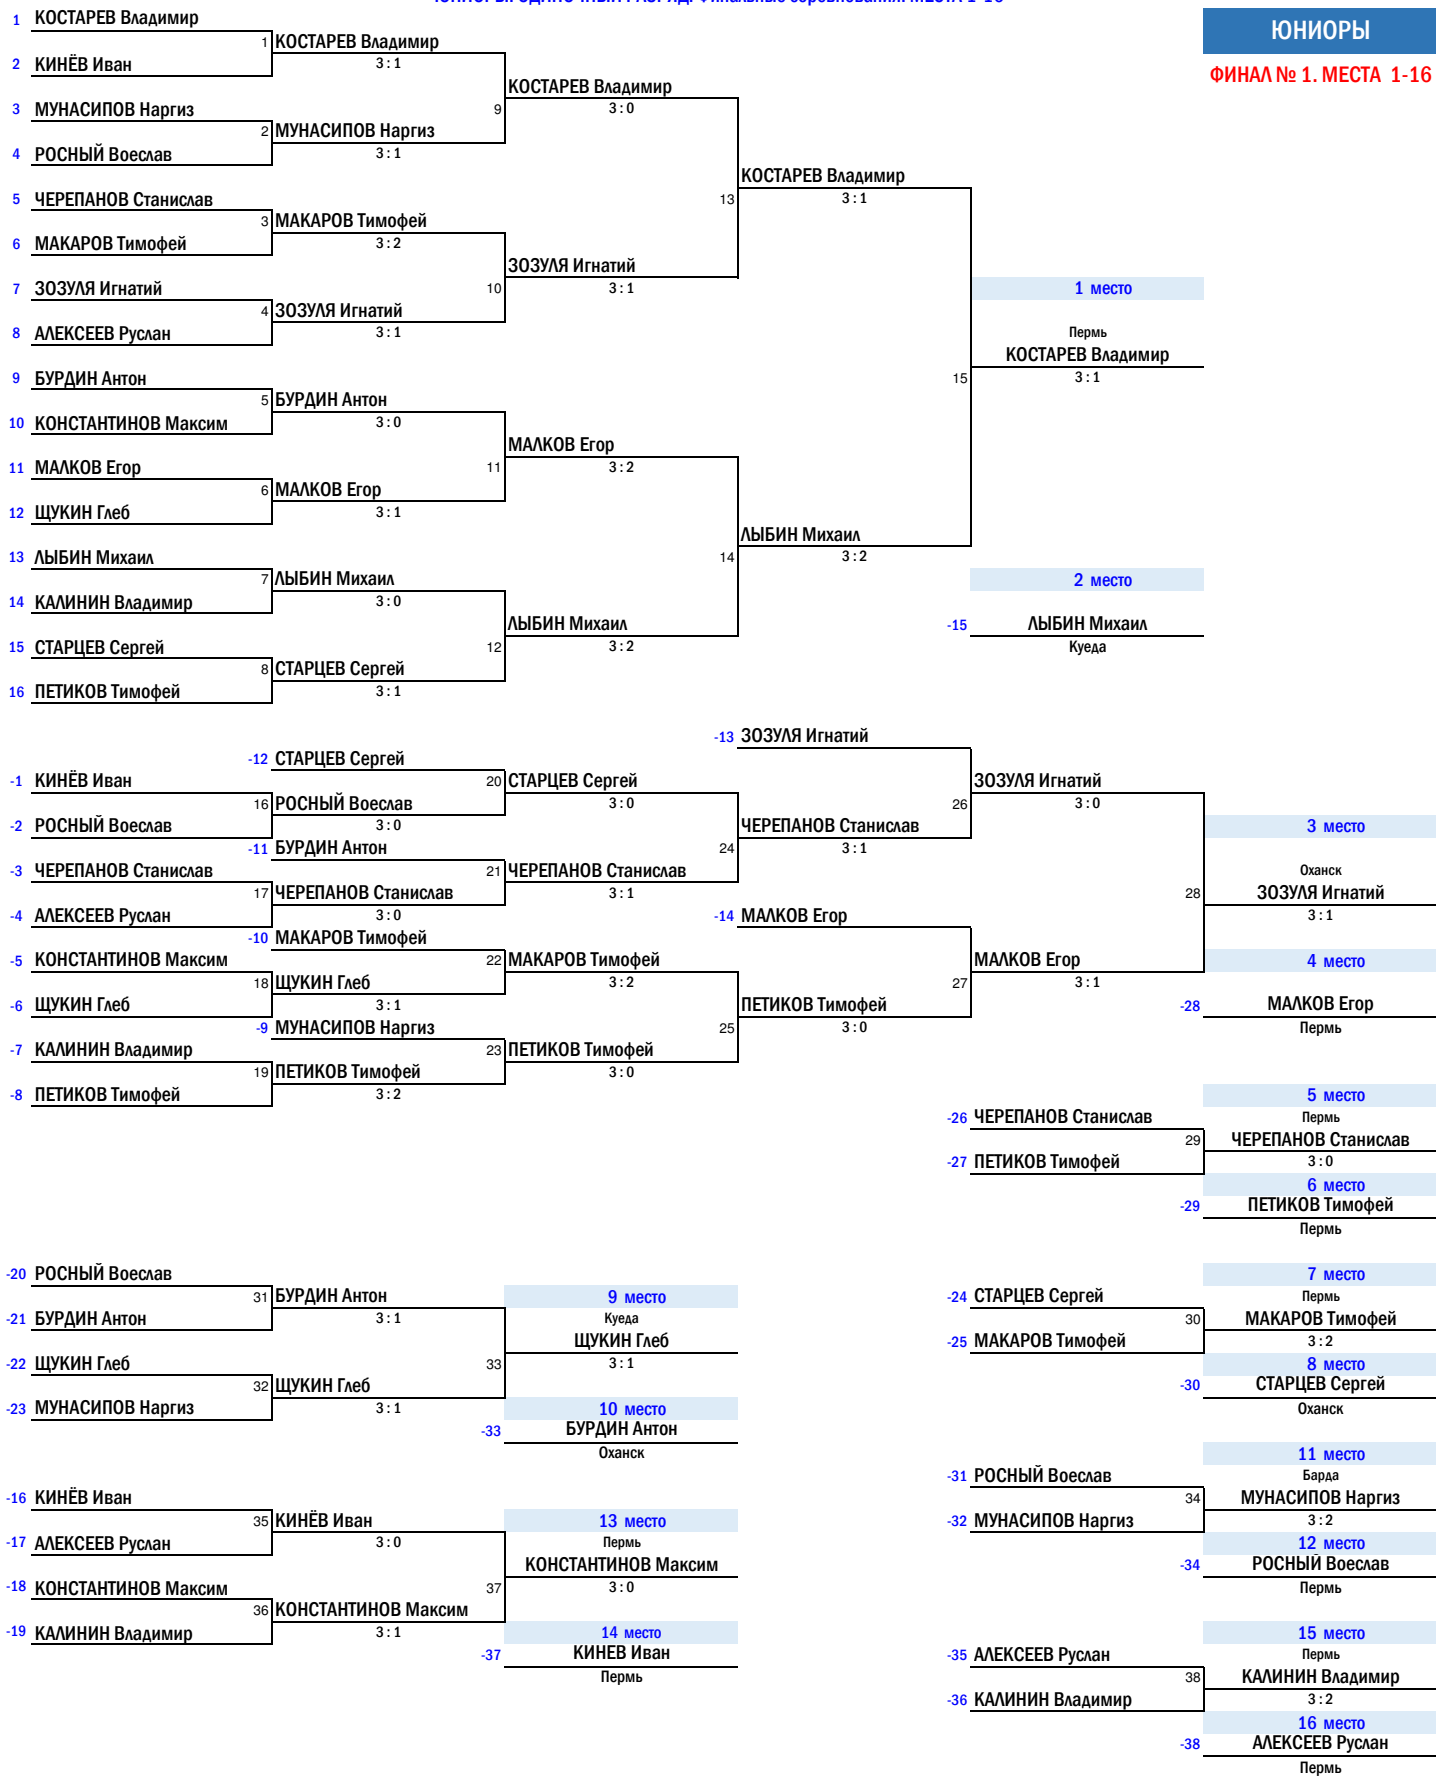 ЮНИОРЫ
ФИНАЛ № 1. МЕСТА 1-16
1 КОСТАРЕВ Владимир
1 КОСТАРЕВ Владимир
2 КИНЁВ Иван
3 : 1
КОСТАРЕВ Владимир
3 МУНАСИПОВ Наргиз
9
3 : 0
2 МУНАСИПОВ Наргиз
4 РОСНЫЙ Воеслав
3 : 1
КОСТАРЕВ Владимир
5 ЧЕРЕПАНОВ Станислав
13
3 : 1
3 МАКАРОВ Тимофей
6 МАКАРОВ Тимофей
3 : 2
ЗОЗУЛЯ Игнатий
7 ЗОЗУЛЯ Игнатий
10
3 : 1
1 место
4 ЗОЗУЛЯ Игнатий
8 АЛЕКСЕЕВ Руслан
3 : 1
Пермь
КОСТАРЕВ Владимир
9 БУРДИН Антон
15
3 : 1
5 БУРДИН Антон
10 КОНСТАНТИНОВ Максим
3 : 0
МАЛКОВ Егор
11 МАЛКОВ Егор
11
3 : 2
6 МАЛКОВ Егор
12 ЩУКИН Глеб
3 : 1
ЛЫБИН Михаил
13 ЛЫБИН Михаил
14
3 : 2
7 ЛЫБИН Михаил
2 место
14 КАЛИНИН Владимир
3 : 0
ЛЫБИН Михаил
-15 ЛЫБИН Михаил
15 СТАРЦЕВ Сергей
12
3 : 2
Куеда
8 СТАРЦЕВ Сергей
16 ПЕТИКОВ Тимофей
3 : 1
-13 ЗОЗУЛЯ Игнатий
-12 СТАРЦЕВ Сергей
-1 КИНЁВ Иван
20 СТАРЦЕВ Сергей
ЗОЗУЛЯ Игнатий
16 РОСНЫЙ Воеслав
3 : 0
26
3 : 0
-2 РОСНЫЙ Воеслав
3 : 0
ЧЕРЕПАНОВ Станислав
3 место
-11 БУРДИН Антон
24
3 : 1
-3 ЧЕРЕПАНОВ Станислав
21 ЧЕРЕПАНОВ Станислав
Оханск
17 ЧЕРЕПАНОВ Станислав
3 : 1
28
ЗОЗУЛЯ Игнатий
-4 АЛЕКСЕЕВ Руслан
3 : 0
-14 МАЛКОВ Егор
3 : 1
-10 МАКАРОВ Тимофей
-5 КОНСТАНТИНОВ Максим
22 МАКАРОВ Тимофей
МАЛКОВ Егор
4 место
18 ЩУКИН Глеб
3 : 2
27
3 : 1
-6 ЩУКИН Глеб
3 : 1
ПЕТИКОВ Тимофей
-28 МАЛКОВ Егор
-9 МУНАСИПОВ Наргиз
25
3 : 0
Пермь
-7 КАЛИНИН Владимир
23 ПЕТИКОВ Тимофей
19 ПЕТИКОВ Тимофей
3 : 0
-8 ПЕТИКОВ Тимофей
3 : 2
5 место
-26 ЧЕРЕПАНОВ Станислав
Пермь
29 ЧЕРЕПАНОВ Станислав
-27 ПЕТИКОВ Тимофей
3 : 0
6 место
-29 ПЕТИКОВ Тимофей
Пермь
-20 РОСНЫЙ Воеслав
7 место
31 БУРДИН Антон
9 место
-24 СТАРЦЕВ Сергей
Пермь
-21 БУРДИН Антон
3 : 1
Куеда
30 МАКАРОВ Тимофей
ЩУКИН Глеб
-25 МАКАРОВ Тимофей
3 : 2
-22 ЩУКИН Глеб
33
3 : 1
8 место
32 ЩУКИН Глеб
-30 СТАРЦЕВ Сергей
-23 МУНАСИПОВ Наргиз
3 : 1
10 место
Оханск
-33 БУРДИН Антон
Оханск
11 место
-31 РОСНЫЙ Воеслав
Барда
-16 КИНЁВ Иван
34 МУНАСИПОВ Наргиз
35 КИНЁВ Иван
13 место
-32 МУНАСИПОВ Наргиз
3 : 2
-17 АЛЕКСЕЕВ Руслан
3 : 0
Пермь
12 место
КОНСТАНТИНОВ Максим
-34 РОСНЫЙ Воеслав
-18 КОНСТАНТИНОВ Максим
37
3 : 0
Пермь
36 КОНСТАНТИНОВ Максим
-19 КАЛИНИН Владимир
3 : 1
14 место
15 место
-37 КИНЕВ Иван
-35 АЛЕКСЕЕВ Руслан
Пермь
Пермь
38 КАЛИНИН Владимир
-36 КАЛИНИН Владимир
3 : 2
16 место
-38 АЛЕКСЕЕВ Руслан
Пермь